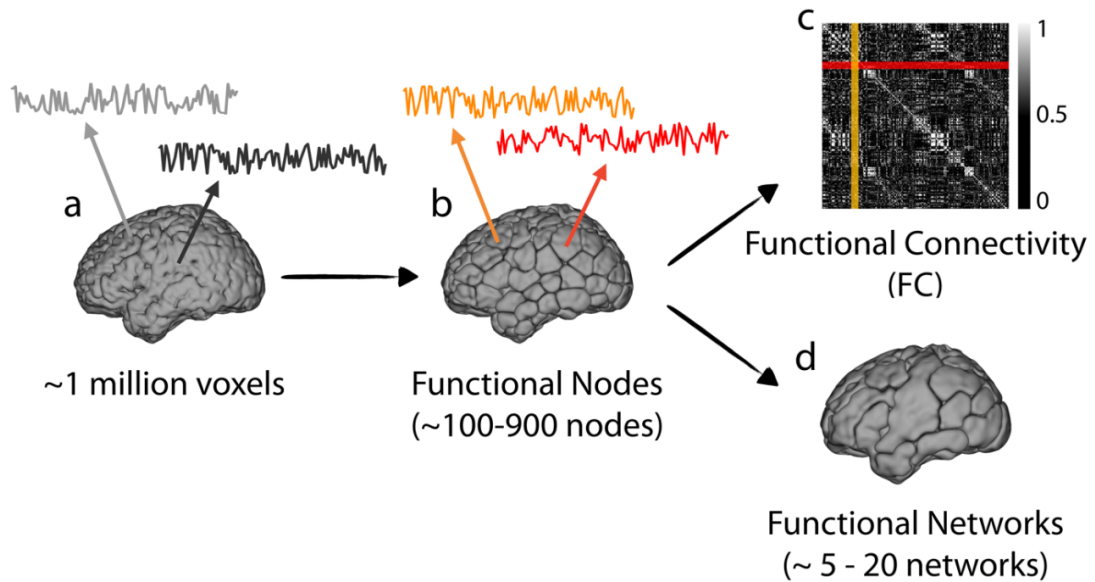 a
~1 million voxels
b
Functional Nodes
(~100-900 nodes)
c
1
0.5
0
Functional Connectivity
(FC)
d
Functional Networks
(~ 5 - 20 networks)